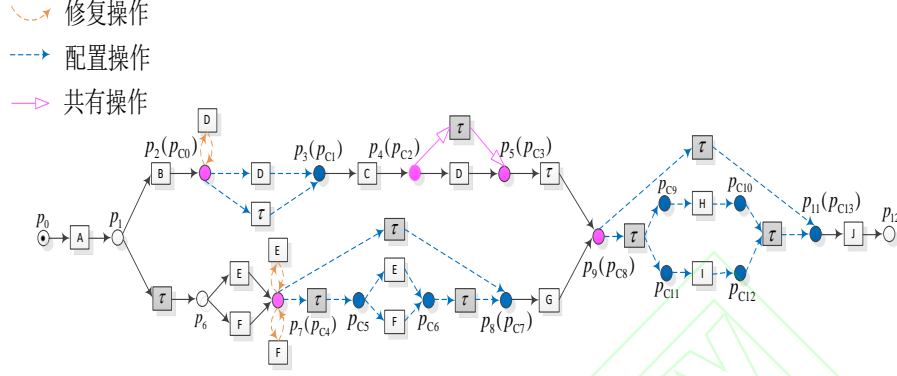 修复操作
配置操作
共有操作
D
τ
p2(pC0)
p3(pC1)
p4(pC2)
p5(pC3)
τ
B
D
C
D
τ
pC9
H
pC10
p11(pC13)
τ
p0
A
p1
τ
τ
τ
J
p12
E
p9(pC8)
E
E
I
pC11
pC12
τ
p6
τ
τ
G
F
p7(pC4)
pC5
F
pC6
p8(pC7)
F